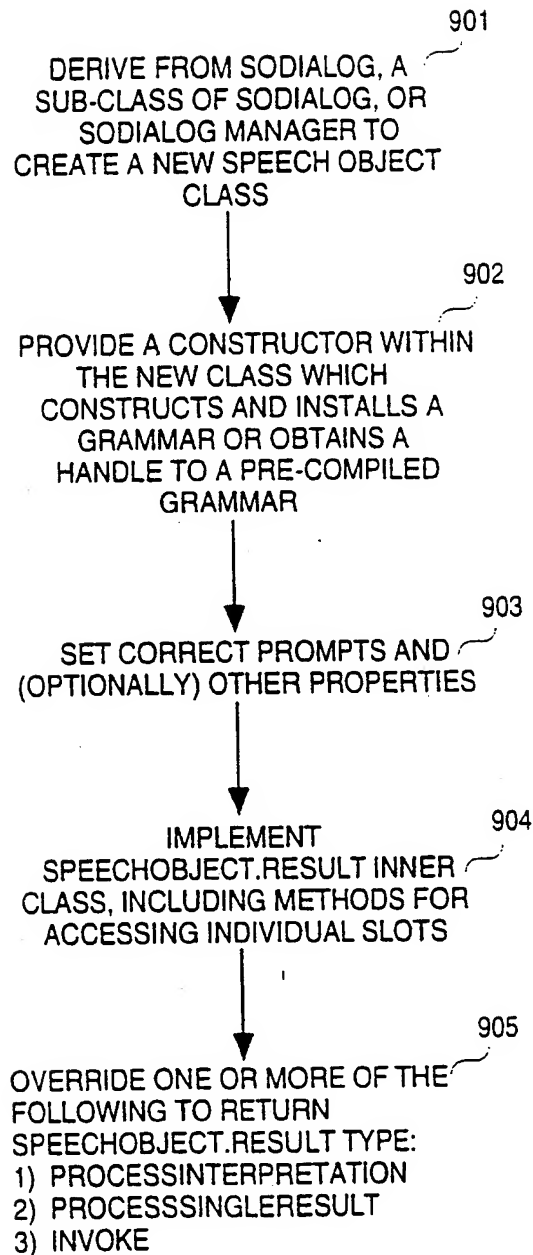 901
DERIVE FROM SODIALOG, A
SUB-CLASS OF SODIALOG, OR
SODIALOG MANAGER TO
CREATE A NEW SPEECH OBJECT
CLASS
902
PROVIDE A CONSTRUCTOR WITHIN
THE NEW CLASS WHICH
CONSTRUCTS AND INSTALLS A
GRAMMAR OR OBTAINS A
HANDLE TO A PRE-COMPILED
GRAMMAR
903
SET CORRECT PROMPTS AND
(OPTIONALLY) OTHER PROPERTIES
904
IMPLEMENT
SPEECHOBJECT.RESULT INNER
CLASS, INCLUDING METHODS FOR
ACCESSING INDIVIDUAL SLOTS
905
OVERRIDE ONE OR MORE OF THE
FOLLOWING TO RETURN
SPEECHOBJECT.RESULT TYPE:
1) PROCESSINTERPRETATION
2) PROCESSSINGLERESULT
3) INVOKE